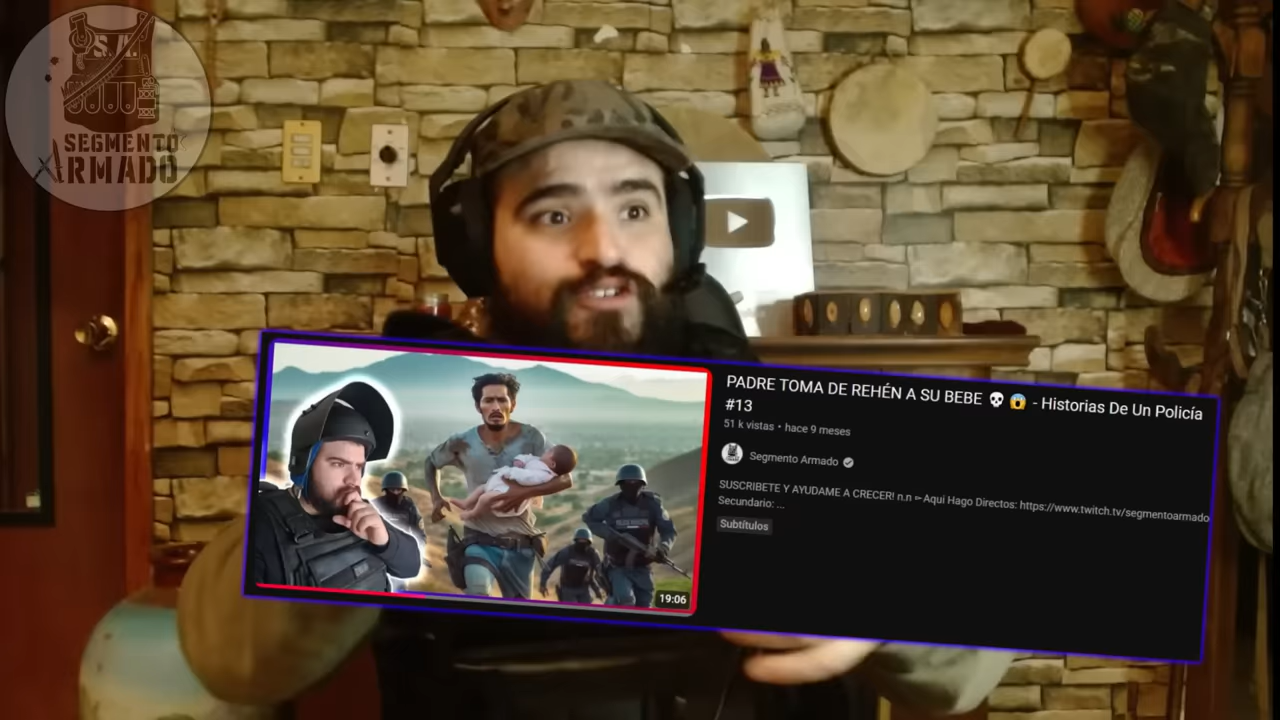 S.A.
SEGMENTO
ARMADO
PADRE TOMA DE REHÉN A SU BEBE 💀 😱 - Historias De Un Policía
#13
51 k vistas • hace 9 meses
Segmento Armado
SUSCRIBETE Y AYUDAME A CRECER! n.n ➳Aqui Hago Directos: https://www.twitch.tv/segmentoarmado
Secundario: ...
Subtítulos
19:06